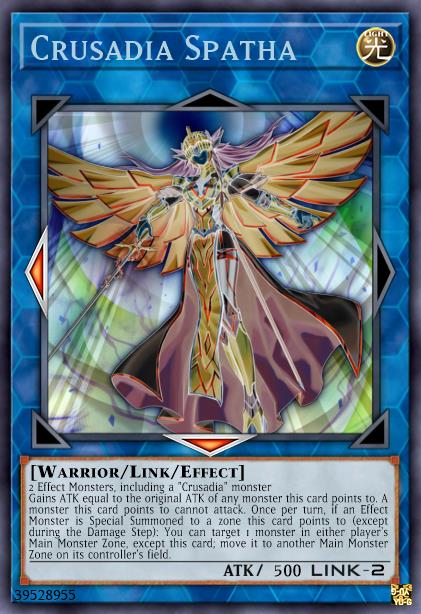 Crusadia Spatha
LIGHT
光
[Warrior/Link/Effect]
2 Effect Monsters, including a "Crusadia" monster
Gains ATK equal to the original ATK of any monster this card points to. A
monster this card points to cannot attack. Once per turn, if an Effect
Monster is Special Summoned to a zone this card points to (except
during the Damage Step): You can target 1 monster in either player's
Main Monster Zone, except this card; move it to another Main Monster
Zone on its controller's field.
ATK/ 500 LINK-2
39528955